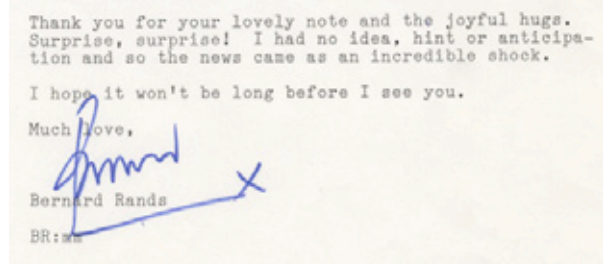 Thank you for your lovely note and the joyful hugs.
Surprise, surprise!  I had no idea, hint or anticipa-
tion and so the news came as an incredible shock.
I hope it won't be long before I see you.
Much love,
Bernard Rands
BR: